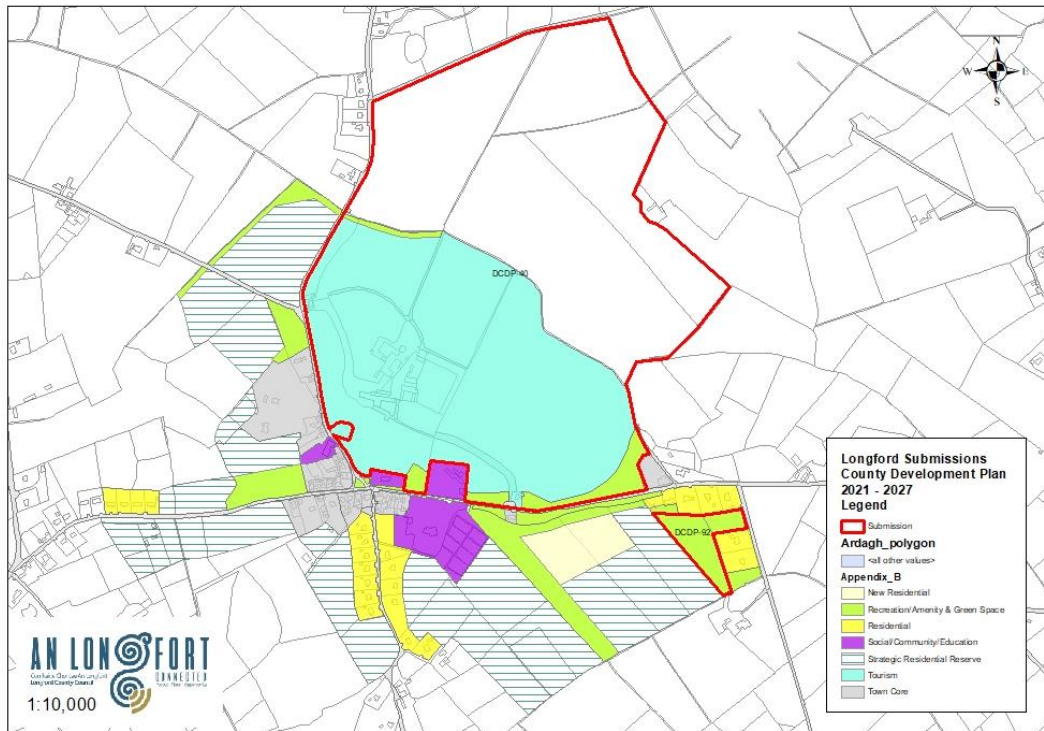 N
W E
S
DCDP-40
DCDP-92
Longford Submissions
County Development Plan
2021 - 2027
Legend
Submission
Ardagh_polygon
<all other values>
Appendix_B
New Residential
Recreation/Amenity & Green Space
Residential
Social/Community/Education
Strategic Residential Reserve
Tourism
Town Core
AN LONGFORT
Longford County Council
CONNECTED
1:10,000